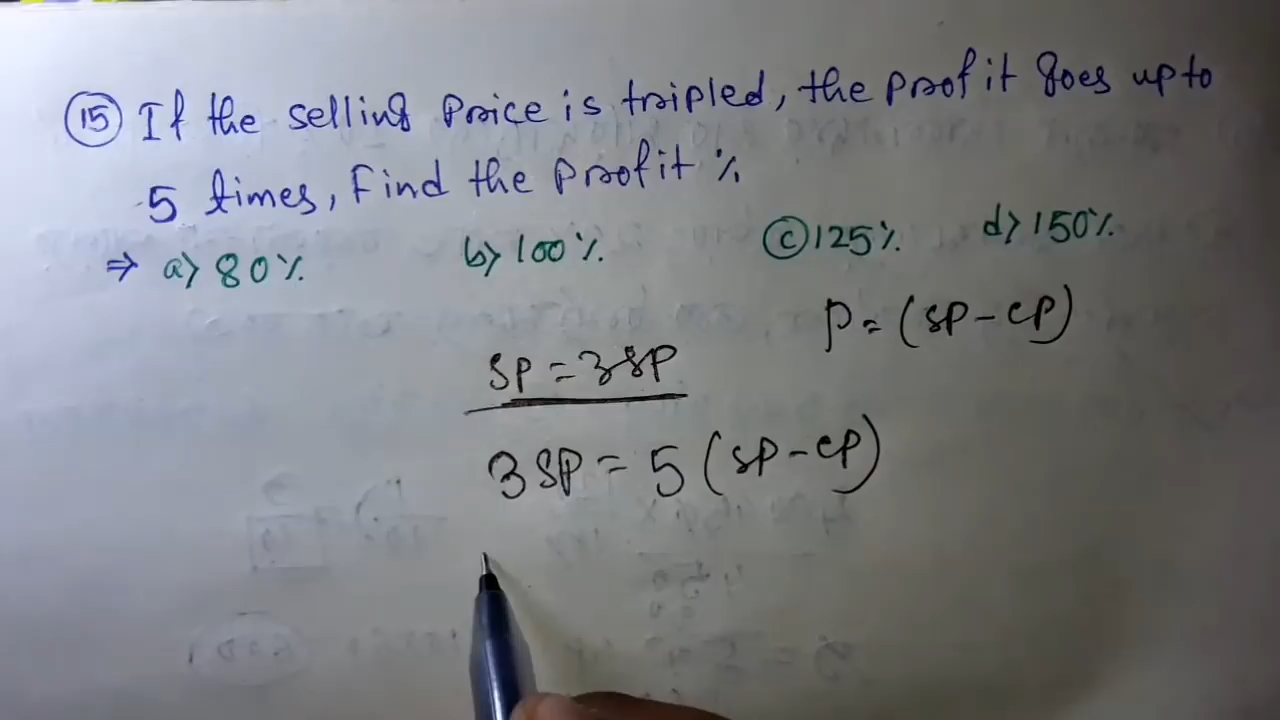 15 If the selling Price is tripled, the Profit goes up to
5 times, Find the Profit %
⇒ a) 80% b) 100% c) 125% d) 150%
P = (SP - CP)
SP = 3SP
3SP = 5 (SP - CP)